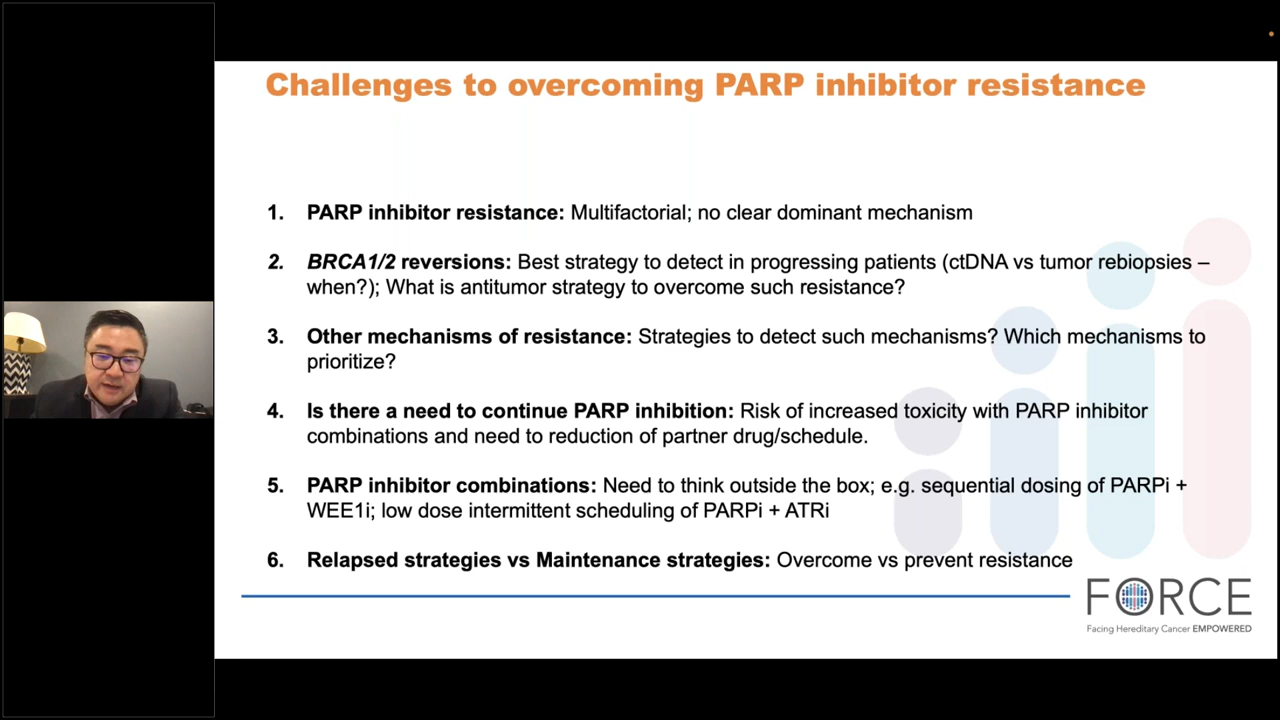 Challenges to overcoming PARP inhibitor resistance
1. PARP inhibitor resistance: Multifactorial; no clear dominant mechanism
2. BRCA1/2 reversions: Best strategy to detect in progressing patients (ctDNA vs tumor rebiopsies –
when?); What is antitumor strategy to overcome such resistance?
3. Other mechanisms of resistance: Strategies to detect such mechanisms? Which mechanisms to
prioritize?
4. Is there a need to continue PARP inhibition: Risk of increased toxicity with PARP inhibitor
combinations and need to reduction of partner drug/schedule.
5. PARP inhibitor combinations: Need to think outside the box; e.g. sequential dosing of PARPi +
WEE1i; low dose intermittent scheduling of PARPi + ATRi
6. Relapsed strategies vs Maintenance strategies: Overcome vs prevent resistance
FORCE
Facing Hereditary Cancer EMPOWERED